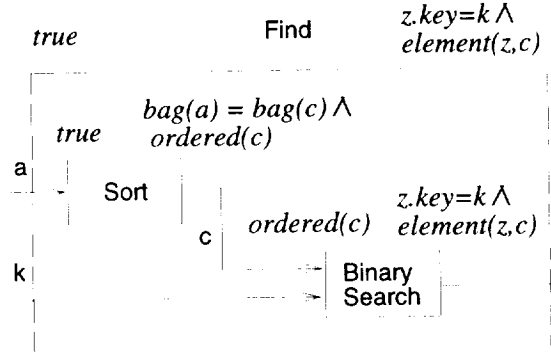 true Find z.key=k ∧
element(z,c)
bag(a) = bag(c) ∧
true ordered(c)
a
Sort
z.key=k ∧
c ordered(c) element(z,c)
k
Binary
Search